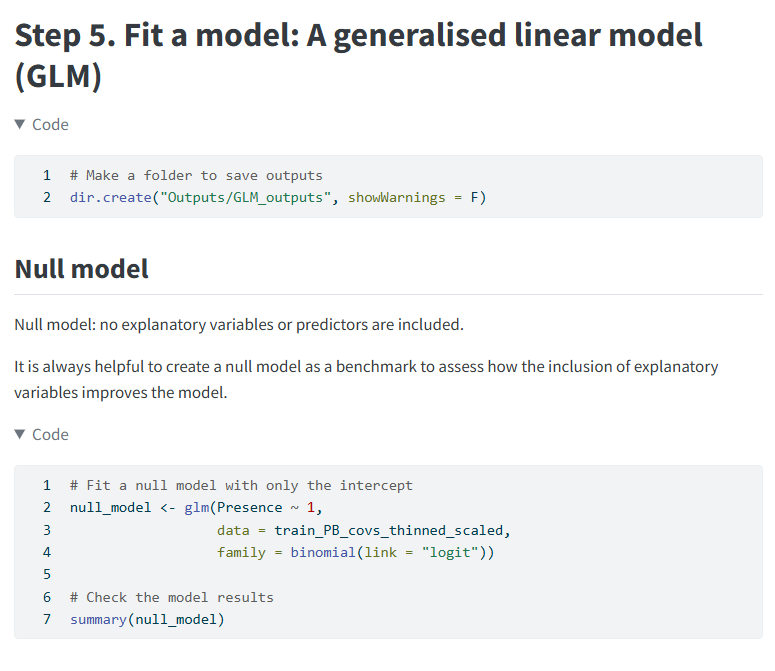 Step 5. Fit a model: A generalised linear model
(GLM)
▼ Code
1 # Make a folder to save outputs
2 dir.create("Outputs/GLM_outputs", showWarnings = F)
Null model
Null model: no explanatory variables or predictors are included.
It is always helpful to create a null model as a benchmark to assess how the inclusion of explanatory
variables improves the model.
▼ Code
1 # Fit a null model with only the intercept
2 null_model <- glm(Presence ~ 1,
3                   data = train_PB_covs_thinned_scaled,
4                   family = binomial(link = "logit"))
5
6 # Check the model results
7 summary(null_model)